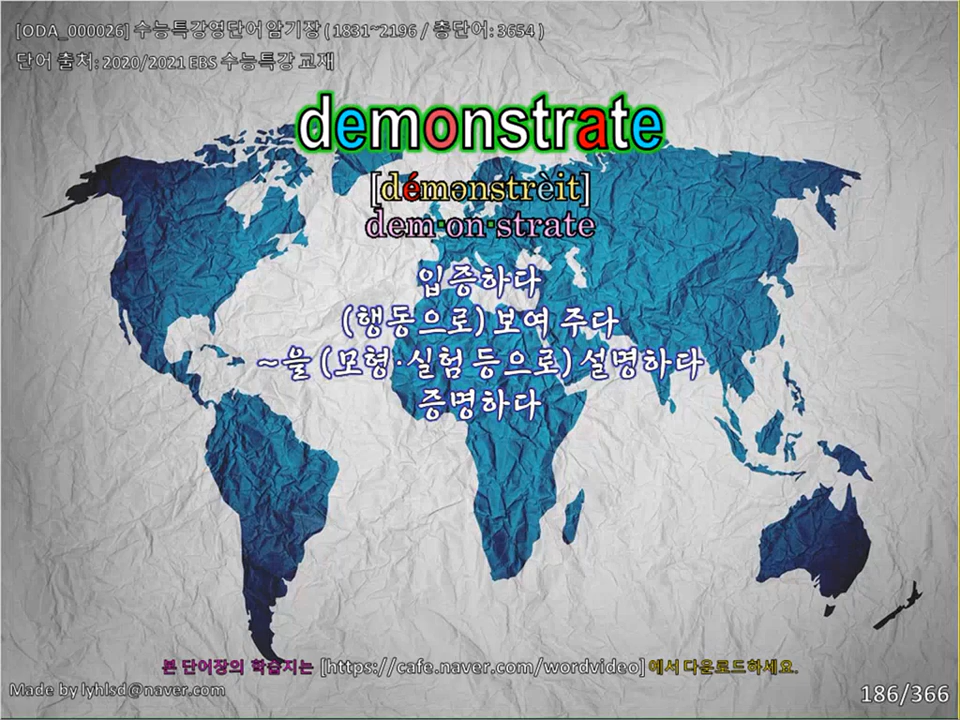 [ODA_000026] 수능특강영단어 암기장 ( 1831~2196 / 총단어: 3654 )
단어 출처: 2020/2021 EBS 수능특강 교재
demonstrate
[démənstrèit]
dem·on·strate
입증하다
(행동으로) 보여 주다
~을 (모형·실험 등으로) 설명하다
증명하다
본 단어장의 학습지는 [https://cafe.naver.com/wordvideo] 에서 다운로드하세요.
Made by lyhlsd@naver.com
186/366